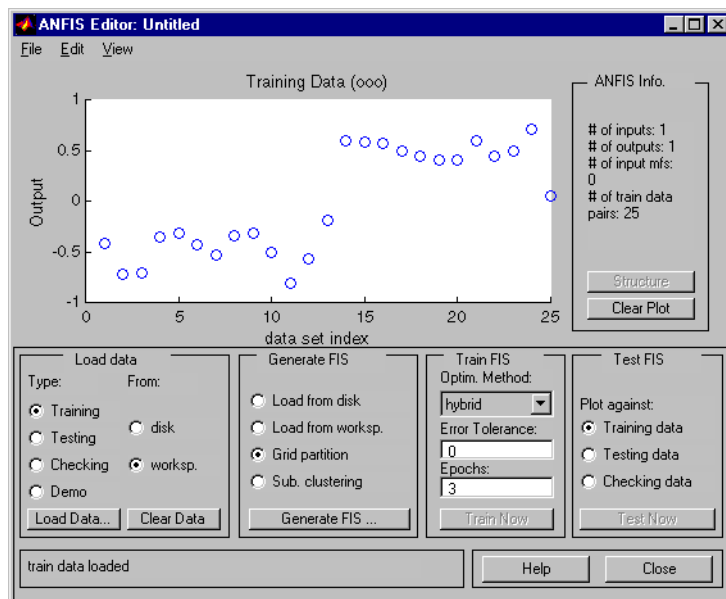 ANFIS Editor: Untitled
File Edit View
Training Data (ooo)
1
0.5
0
-0.5
-1
Output
0 5 10 15 20 25
data set index
ANFIS Info.
# of inputs: 1
# of outputs: 1
# of input mfs:
0
# of train data
pairs: 25
Structure
Clear Plot
Load data
Type: From:
Training
Testing
Checking
Demo
disk
worksp.
Load Data... Clear Data
Generate FIS
Load from disk
Load from worksp.
Grid partition
Sub. clustering
Generate FIS ...
Train FIS
Optim. Method:
hybrid
Error Tolerance:
0
Epochs:
3
Train Now
Test FIS
Plot against:
Training data
Testing data
Checking data
Test Now
train data loaded
Help Close